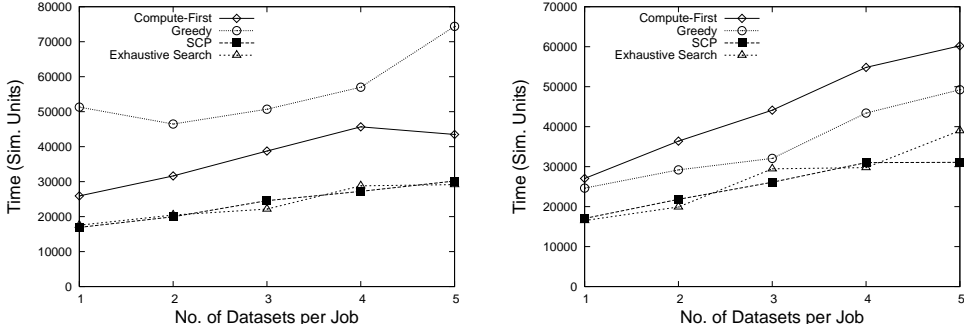 80000
70000
60000
50000
40000
30000
20000
10000
0
Time (Sim. Units)
Compute-First
Greedy
SCP
Exhaustive Search
1 2 3 4 5
No. of Datasets per Job
70000
60000
50000
40000
30000
20000
10000
0
Time (Sim. Units)
Compute-First
Greedy
SCP
Exhaustive Search
1 2 3 4 5
No. of Datasets per Job